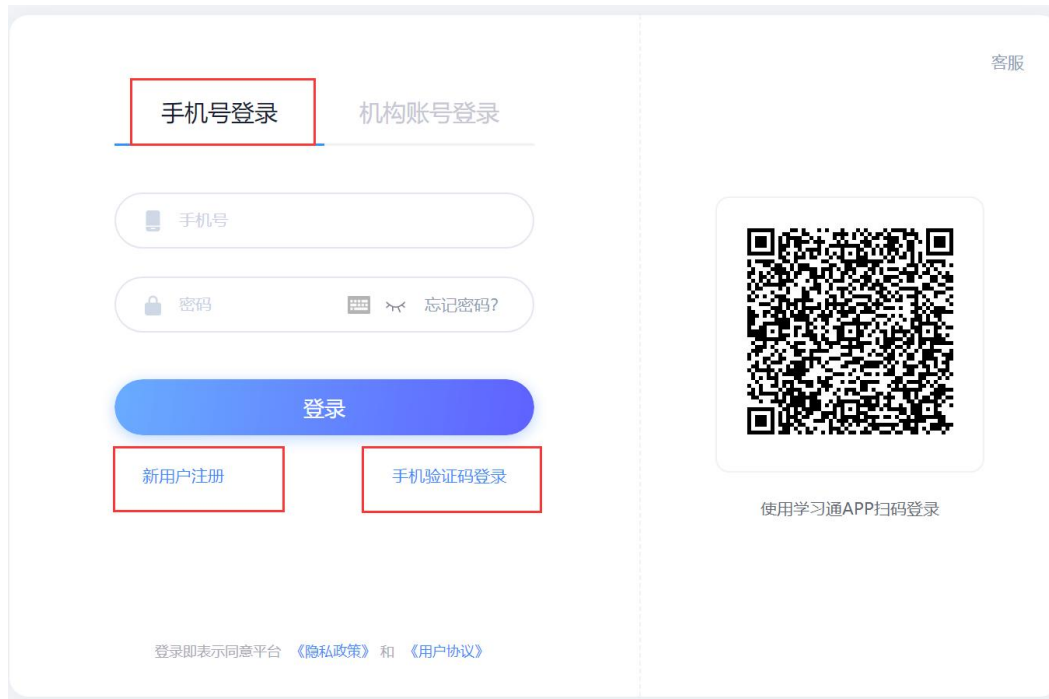 客服
手机号登录 机构账号登录
手机号
密码 忘记密码?
登录
新用户注册 手机验证码登录
使用学习通APP扫码登录
登录即表示同意平台 《隐私政策》 和 《用户协议》